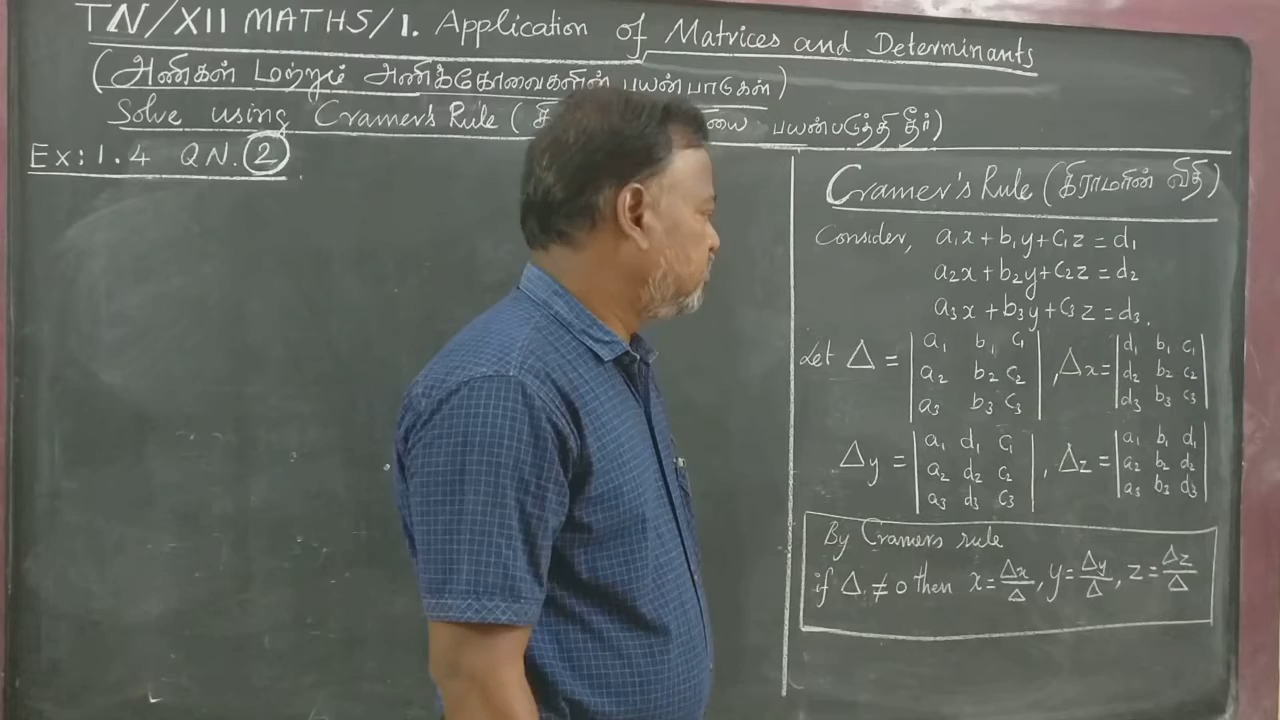 TN/XII MATHS/1. Application of Matrices and Determinants
(அணிகள் மற்றும் அணிக்கோவைகளின் பயன்பாடுகள்)
Solve using Cramer's Rule ( பயன்படுத்தி தீர்)
Ex: 1.4 QN. 2
Cramer's Rule (கிராமரின் விதி)
Consider, a₁x + b₁y + c₁z = d₁
a₂x + b₂y + c₂z = d₂
a₃x + b₃y + c₃z = d₃.
Let Δ = | a₁ b₁ c₁ | , Δx = | d₁ b₁ c₁ |
| a₂ b₂ c₂ | | d₂ b₂ c₂ |
| a₃ b₃ c₃ | | d₃ b₃ c₃ |
Δy = | a₁ d₁ c₁ | , Δz = | a₁ b₁ d₁ |
| a₂ d₂ c₂ | | a₂ b₂ d₂ |
| a₃ d₃ c₃ | | a₃ b₃ d₃ |
By Cramers rule
if Δ ≠ 0 then x = Δx/Δ, y = Δy/Δ, z = Δz/Δ